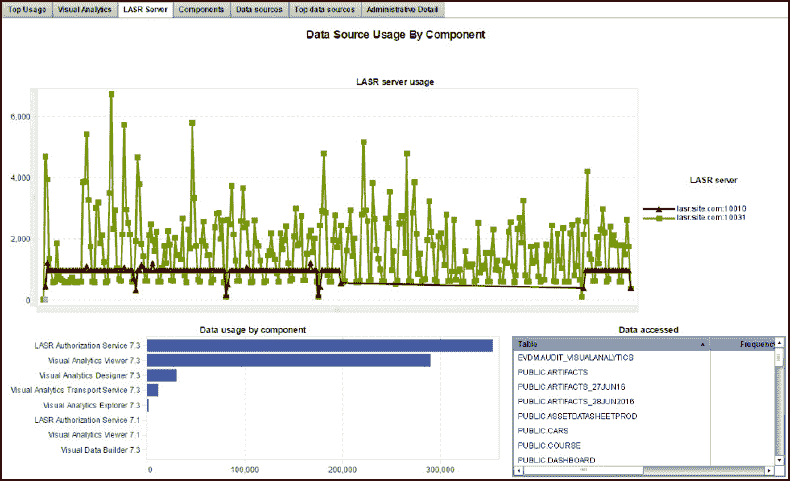 Top Usage Visual Analytics LASR Server Components Data sources Top data sources Administrative Detail
Data Source Usage By Component
LASR server usage
6,000
4,000
2,000
0
LASR server
lasr.site.com:10010
lasr.site.com:10031
Data usage by component
LASR Authorization Service 7.3
Visual Analytics Viewer 7.3
Visual Analytics Designer 7.3
Visual Analytics Transport Service 7.3
Visual Analytics Explorer 7.3
LASR Authorization Service 7.1
Visual Analytics Viewer 7.1
Visual Data Builder 7.3
0 100,000 200,000 300,000
Data accessed
Table Frequency
EVDM.AUDIT_VISUALANALYTICS
PUBLIC.ARTIFACTS
PUBLIC.ARTIFACTS_27JUN16
PUBLIC.ARTIFACTS_28JUN2016
PUBLIC.ASSETDATASHEETPROD
PUBLIC.CARS
PUBLIC.COURSE
PUBLIC.DASHBOARD